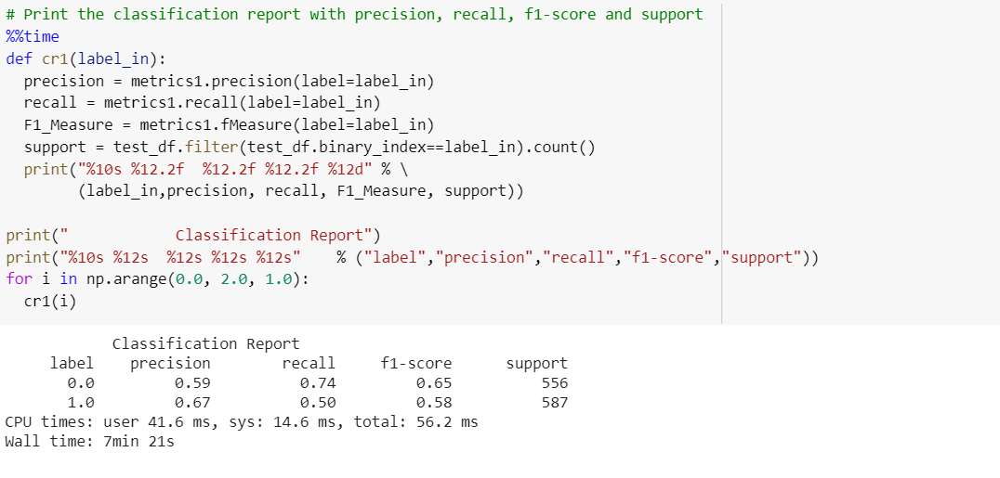 # Print the classification report with precision, recall, f1-score and support
%%time
def cr1(label_in):
  precision = metrics1.precision(label=label_in)
  recall = metrics1.recall(label=label_in)
  F1_Measure = metrics1.fMeasure(label=label_in)
  support = test_df.filter(test_df.binary_index==label_in).count()
  print("%10s %12.2f  %12.2f %12.2f %12d" % \
        (label_in,precision, recall, F1_Measure, support))

print("            Classification Report")
print("%10s %12s  %12s %12s %12s"    % ("label","precision","recall","f1-score","support"))
for i in np.arange(0.0, 2.0, 1.0):
  cr1(i)
            Classification Report
     label    precision        recall     f1-score      support
       0.0         0.59          0.74         0.65          556
       1.0         0.67          0.50         0.58          587
CPU times: user 41.6 ms, sys: 14.6 ms, total: 56.2 ms
Wall time: 7min 21s